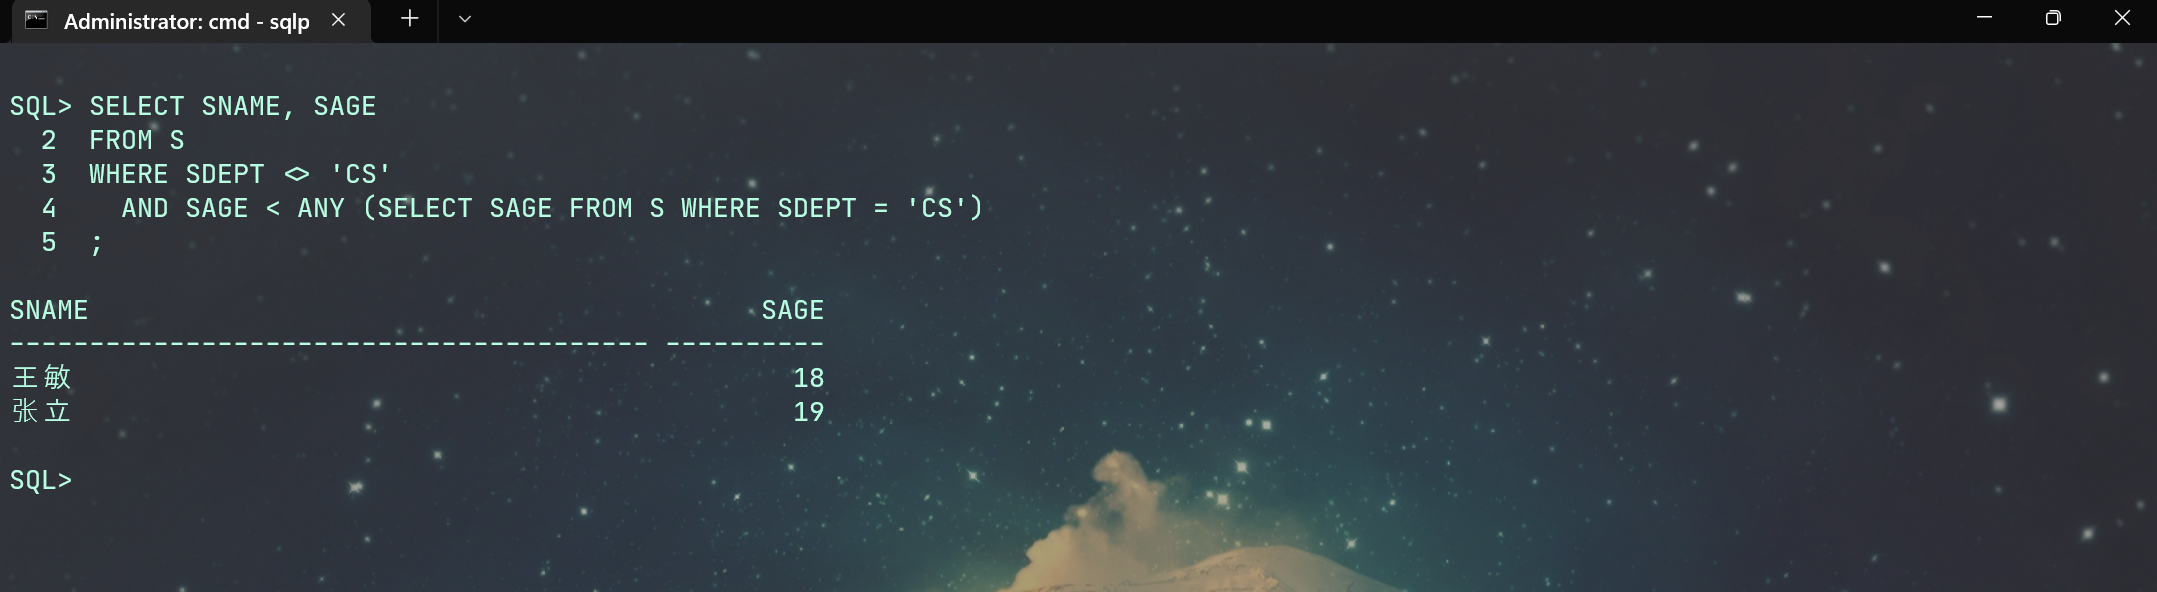 Administrator: cmd - sqlp
SQL> SELECT SNAME, SAGE
2 FROM S
3 WHERE SDEPT <> 'CS'
4 AND SAGE < ANY (SELECT SAGE FROM S WHERE SDEPT = 'CS')
5 ;
SNAME SAGE
---------------------------------------- ----------
王敏 18
张立 19
SQL>